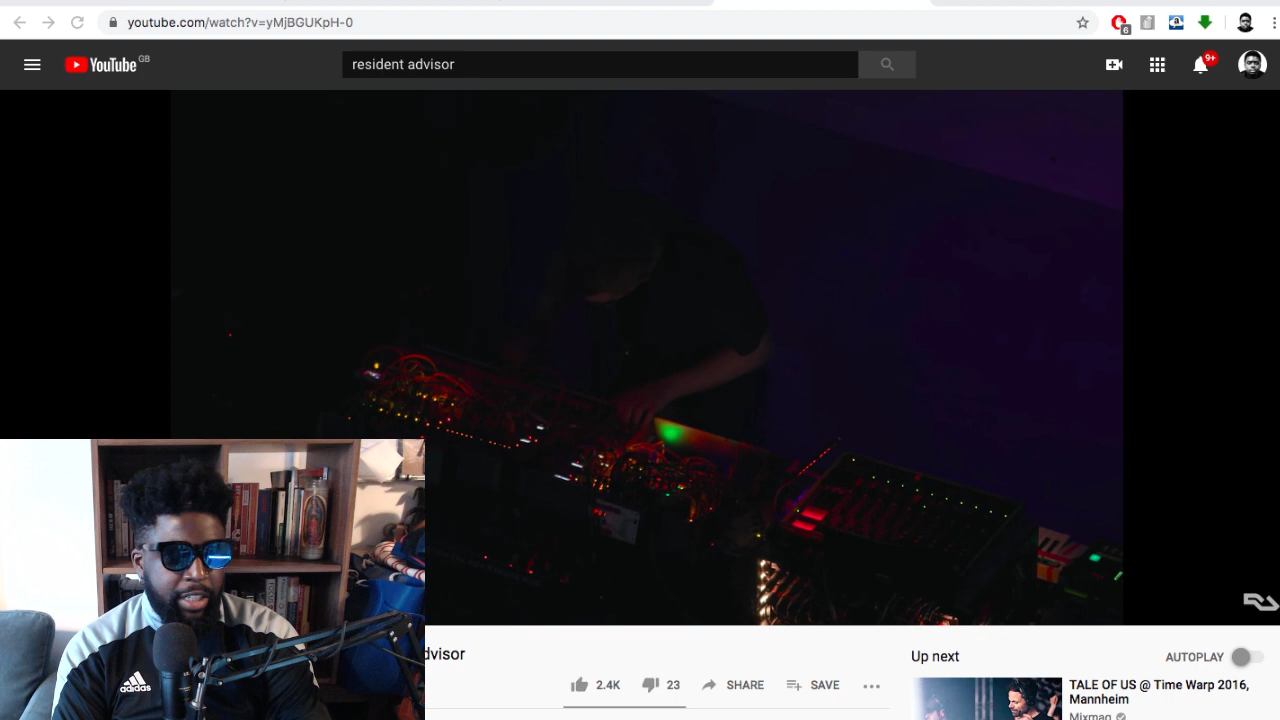 youtube.com/watch?v=yMjBGUKpH-0
6
YouTube GB
resident advisor
9+
dvisor
2.4K
23
SHARE
SAVE
Up next
AUTOPLAY
TALE OF US @ Time Warp 2016,
Mannheim
Mixmag
adidas